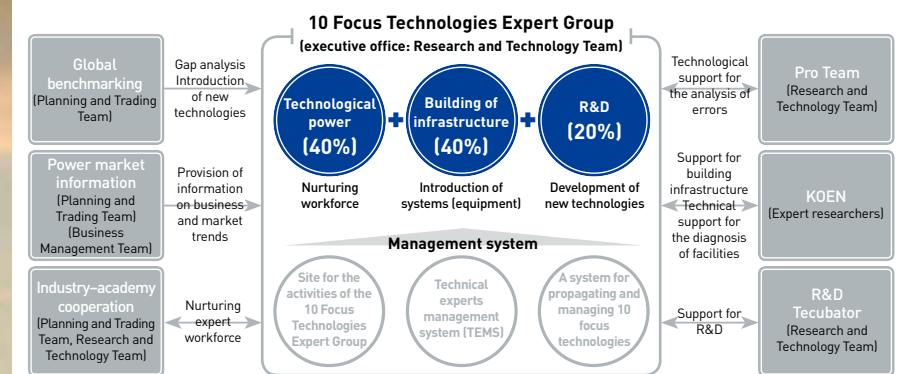 10 Focus Technologies Expert Group
(executive office: Research and Technology Team)
Global
benchmarking
(Planning and Trading
Team)
Gap analysis
Introduction
of new
technologies
Power market
information
(Planning and
Trading Team)
(Business
Management Team)
Provision of
information
on business
and market
trends
Industry–academy
cooperation
(Planning and Trading
Team, Research and
Technology Team)
Nurturing
expert
workforce
Technological
power
(40%)
+
Building of
infrastructure
(40%)
+
R&D
(20%)
Nurturing
workforce
Introduction of
systems (equipment)
Development of
new technologies
Management system
Site for the
activities of the
10 Focus
Technologies
Expert Group
Technical
experts
management
system (TEMS)
A system for
propagating and
managing 10
focus
technologies
Technological
support for
the analysis of
errors
Pro Team
(Research and
Technology Team)
Support for
building
infrastructure
Technical
support for
the diagnosis
of facilities
KOEN
(Expert researchers)
Support for
R&D
R&D
Tecubator
(Research and
Technology Team)